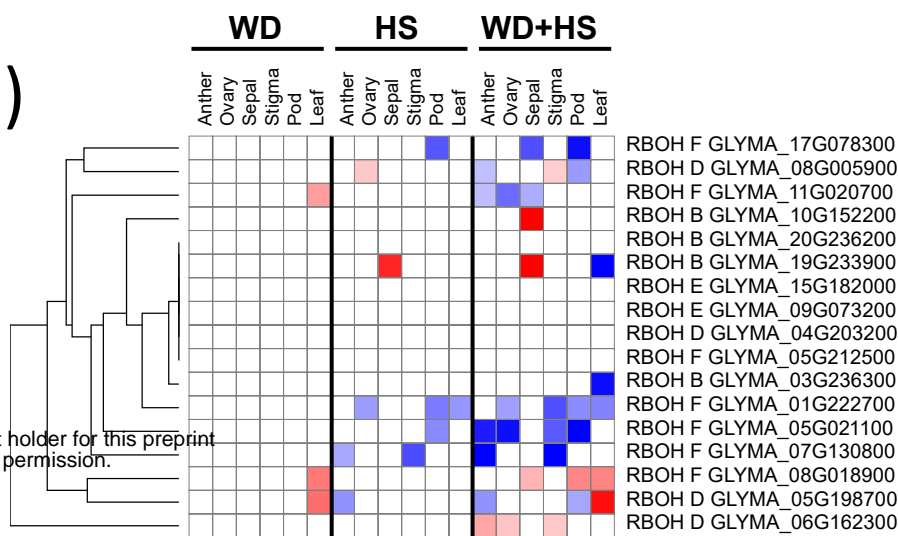 WD HS WD+HS
)
Anther Ovary Sepal Stigma Pod Leaf Anther Ovary Sepal Stigma Pod Leaf Anther Ovary Sepal Stigma Pod Leaf
RBOH F GLYMA_17G078300
RBOH D GLYMA_08G005900
RBOH F GLYMA_11G020700
RBOH B GLYMA_10G152200
RBOH B GLYMA_20G236200
RBOH B GLYMA_19G233900
RBOH E GLYMA_15G182000
RBOH E GLYMA_09G073200
RBOH D GLYMA_04G203200
RBOH F GLYMA_05G212500
RBOH B GLYMA_03G236300
RBOH F GLYMA_01G222700
RBOH F GLYMA_05G021100
RBOH F GLYMA_07G130800
RBOH F GLYMA_08G018900
RBOH D GLYMA_05G198700
RBOH D GLYMA_06G162300
t holder for this preprint
permission.